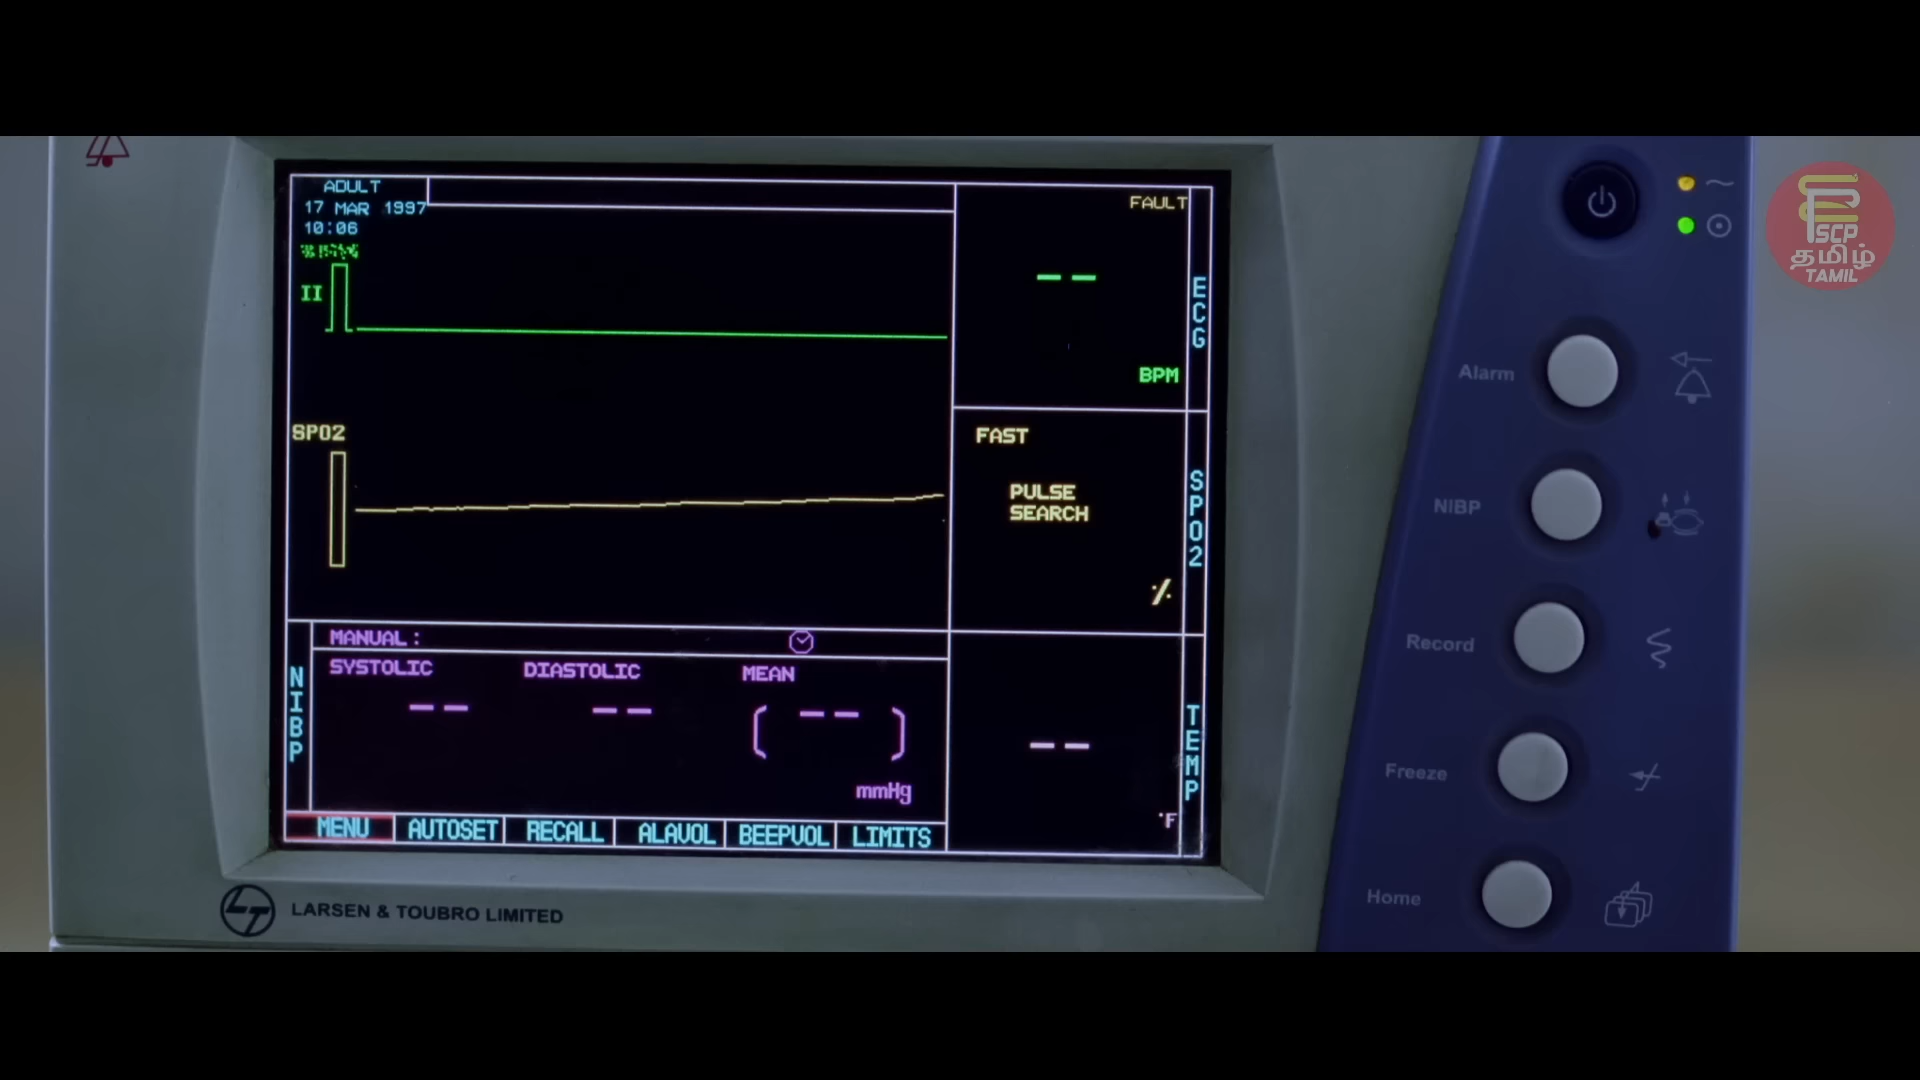 ADULT
17 MAR 1997
10:06
II
FAULT
ECG
BPM
SPO2
FAST
PULSE
SEARCH
SPO2
%
NIBP
MANUAL:
SYSTOLIC
DIASTOLIC
MEAN
-- -- (--)
mmHg
--
TEMP
°F
MENU AUTOSET RECALL ALAVOL BEEPVOL LIMITS
LT LARSEN & TOUBRO LIMITED
Alarm
NIBP
Record
Freeze
Home
SCP
தமிழ்
TAMIL